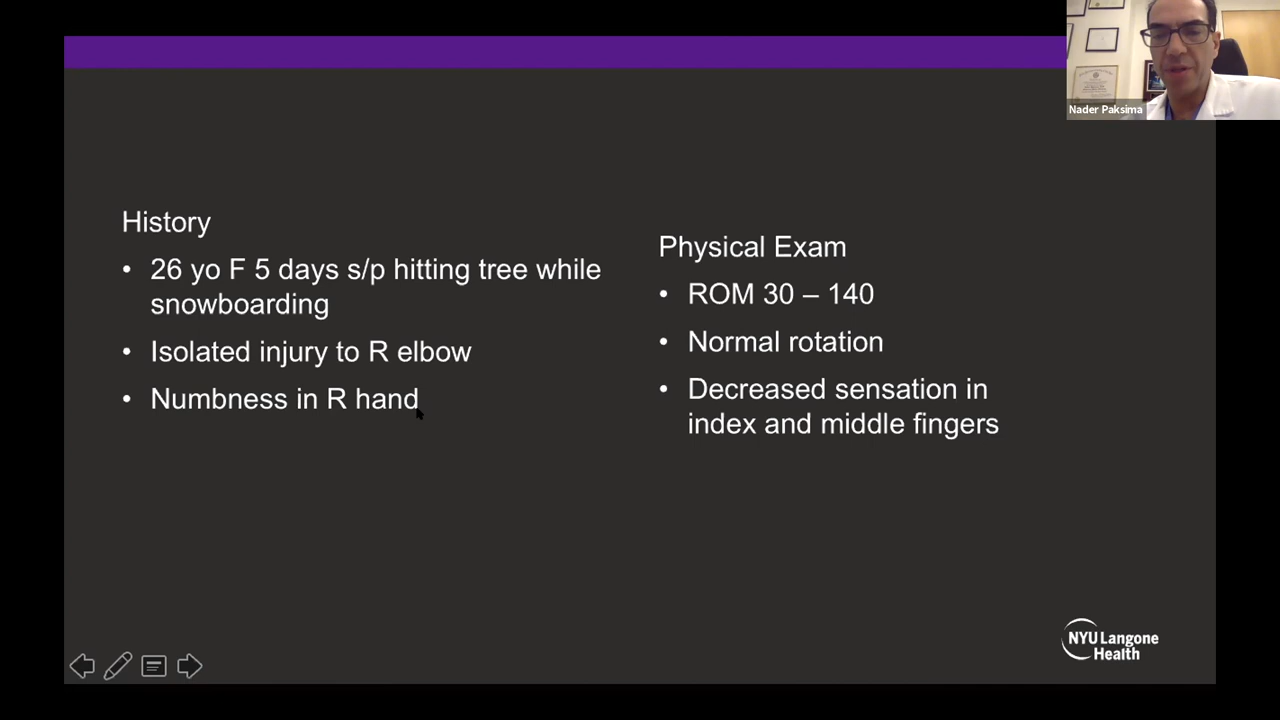 Nader Paksima
History
• 26 yo F 5 days s/p hitting tree while
snowboarding
• Isolated injury to R elbow
• Numbness in R hand
Physical Exam
• ROM 30 – 140
• Normal rotation
• Decreased sensation in
index and middle fingers
NYU Langone
Health